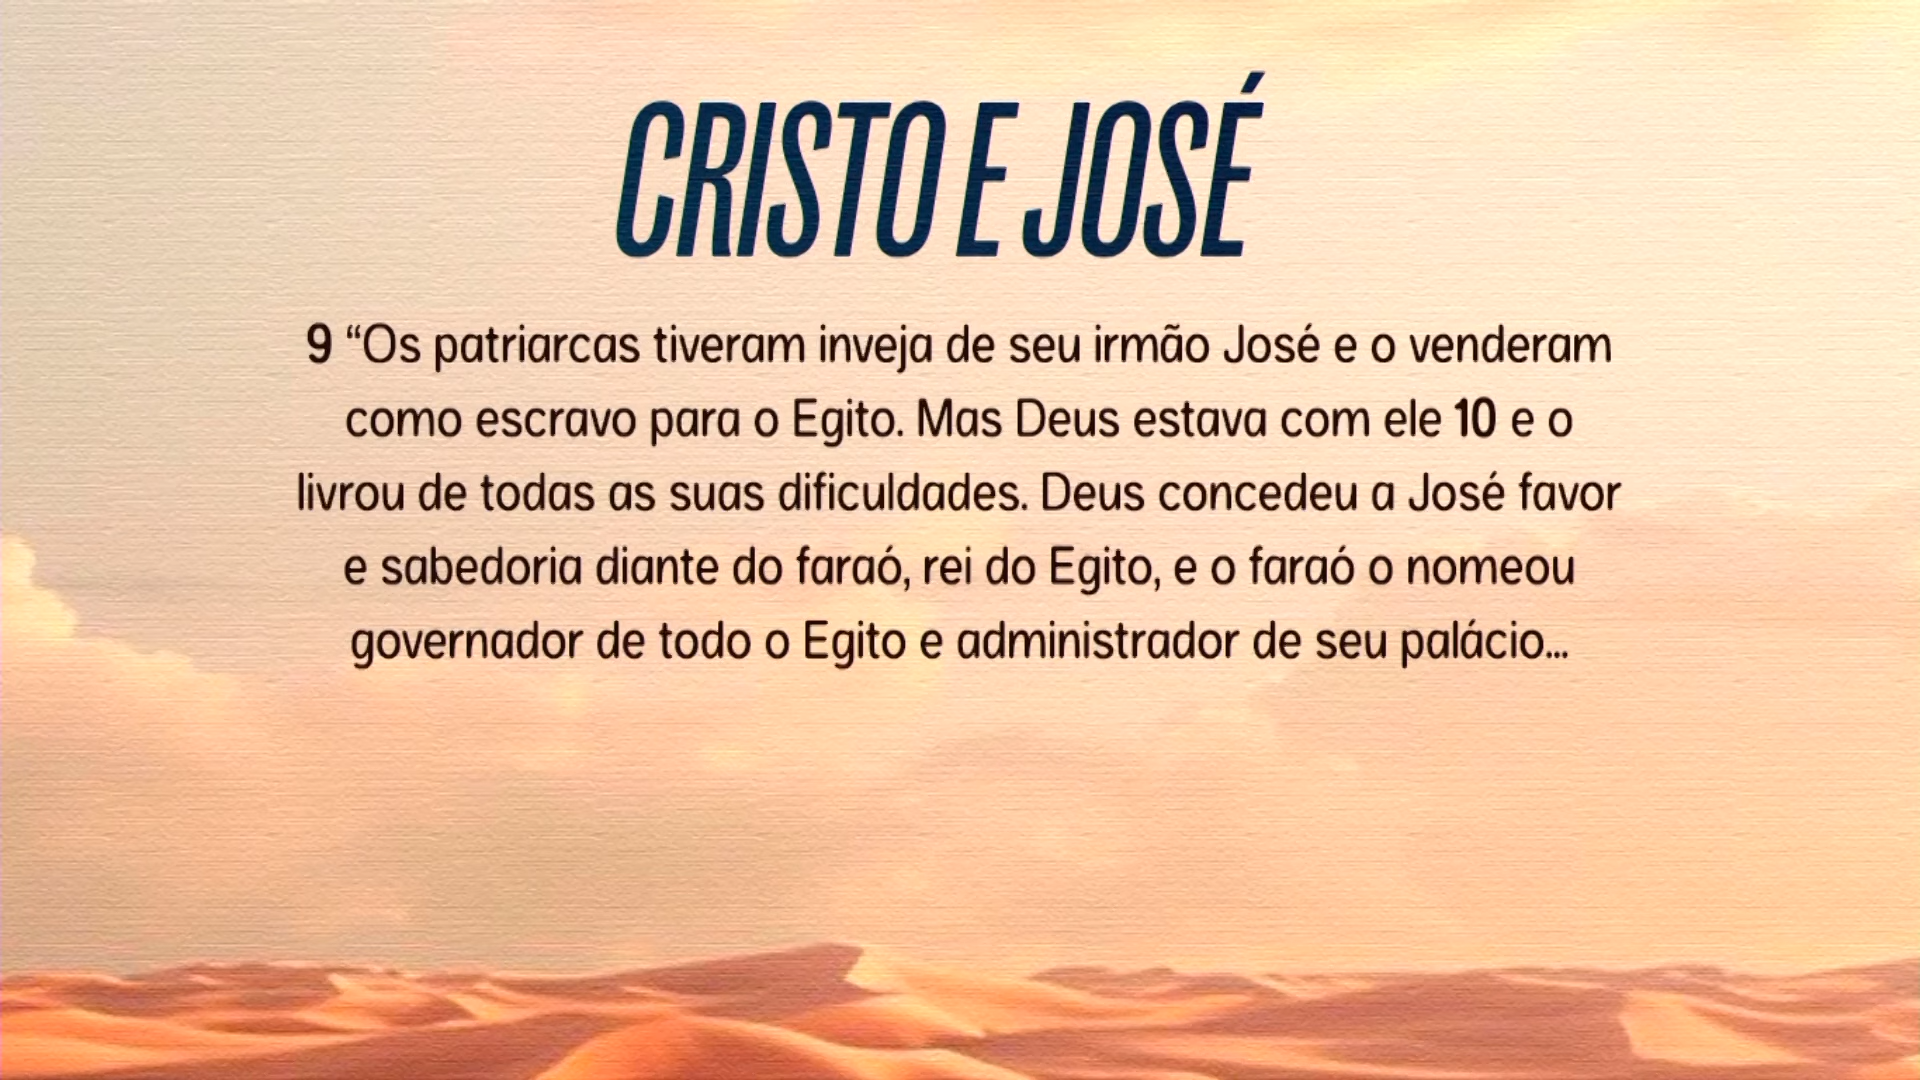 CRISTO E JOSÉ
9 “Os patriarcas tiveram inveja de seu irmão José e o venderam
como escravo para o Egito. Mas Deus estava com ele 10 e o
livrou de todas as suas dificuldades. Deus concedeu a José favor
e sabedoria diante do faraó, rei do Egito, e o faraó o nomeou
governador de todo o Egito e administrador de seu palácio...